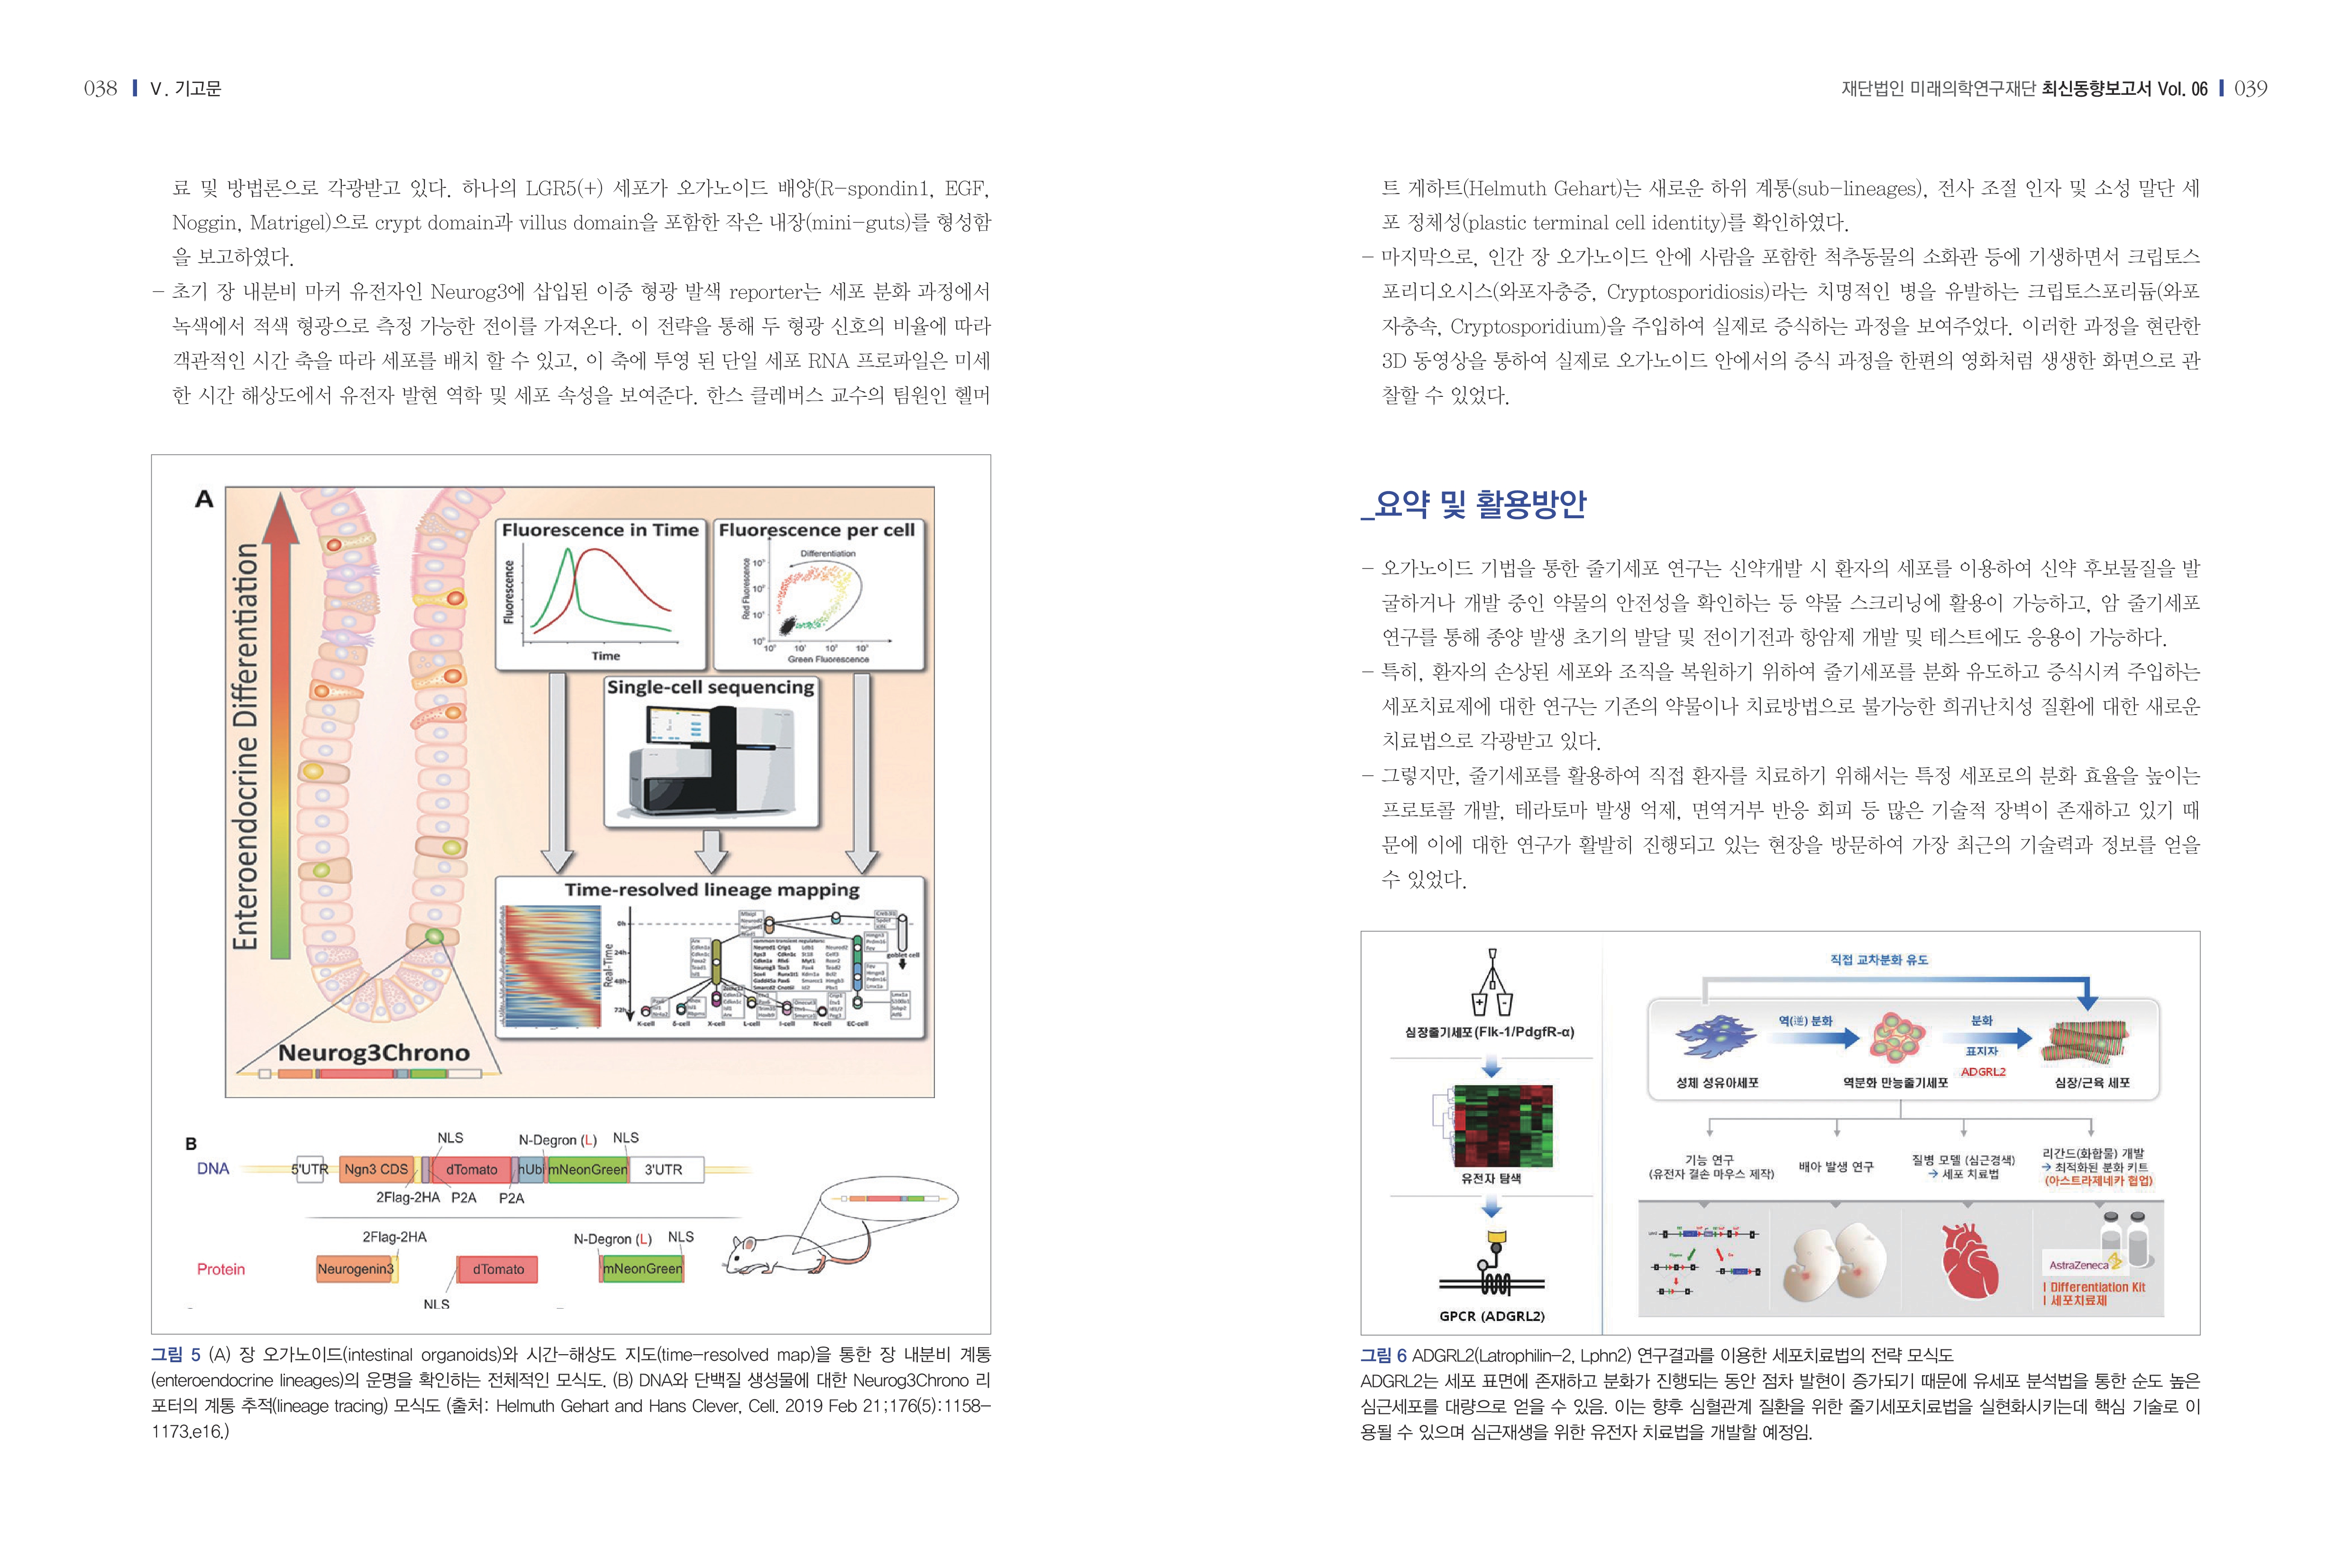 038 V. 기고문
료 및 방법론으로 각광받고 있다. 하나의 LGR5(+) 세포가 오가노이드 배양(R-spondin1, EGF,
Noggin, Matrigel)으로 crypt domain과 villus domain을 포함한 작은 내장(mini-guts)를 형성함
을 보고하였다.
- 초기 장 내분비 마커 유전자인 Neurog3에 삽입된 이중 형광 발색 reporter는 세포 분화 과정에서
녹색에서 적색 형광으로 측정 가능한 전이를 가져온다. 이 전략을 통해 두 형광 신호의 비율에 따라
객관적인 시간 축을 따라 세포를 배치 할 수 있고, 이 축에 투영 된 단일 세포 RNA 프로파일은 미세
한 시간 해상도에서 유전자 발현 역학 및 세포 속성을 보여준다. 한스 클레버스 교수의 팀원인 헬머
A
Enteroendocrine Differentiation
Fluorescence in Time
Fluorescence
Time
Fluorescence per cell
Differentiation
Red Fluorescence
Green Fluorescence
Single-cell sequencing
Time-resolved lineage mapping
Real-Time
0h
24h
48h
72h
goblet cell
K-cell δ-cell X-cell L-cell I-cell N-cell EC-cell
Neurog3Chrono
B
NLS N-Degron (L) NLS
DNA 5'UTR Ngn3 CDS dTomato hUbi mNeonGreen 3'UTR
2Flag-2HA P2A P2A
2Flag-2HA N-Degron (L) NLS
Protein Neurogenin3 dTomato mNeonGreen
NLS
그림 5 (A) 장 오가노이드(intestinal organoids)와 시간-해상도 지도(time-resolved map)을 통한 장 내분비 계통
(enteroendocrine lineages)의 운명을 확인하는 전체적인 모식도. (B) DNA와 단백질 생성물에 대한 Neurog3Chrono 리
포터의 계통 추적(lineage tracing) 모식도 (출처: Helmuth Gehart and Hans Clever, Cell. 2019 Feb 21;176(5):1158-
1173.e16.)
재단법인 미래의학연구재단 최신동향보고서 Vol. 06 039
트 게하트(Helmuth Gehart)는 새로운 하위 계통(sub-lineages), 전사 조절 인자 및 소성 말단 세
포 정체성(plastic terminal cell identity)를 확인하였다.
- 마지막으로, 인간 장 오가노이드 안에 사람을 포함한 척추동물의 소화관 등에 기생하면서 크립토스
포리디오시스(와포자충증, Cryptosporidiosis)라는 치명적인 병을 유발하는 크립토스포리듐(와포
자충속, Cryptosporidium)을 주입하여 실제로 증식하는 과정을 보여주었다. 이러한 과정을 현란한
3D 동영상을 통하여 실제로 오가노이드 안에서의 증식 과정을 한편의 영화처럼 생생한 화면으로 관
찰할 수 있었다.
_요약 및 활용방안
- 오가노이드 기법을 통한 줄기세포 연구는 신약개발 시 환자의 세포를 이용하여 신약 후보물질을 발
굴하거나 개발 중인 약물의 안전성을 확인하는 등 약물 스크리닝에 활용이 가능하고, 암 줄기세포
연구를 통해 종양 발생 초기의 발달 및 전이기전과 항암제 개발 및 테스트에도 응용이 가능하다.
- 특히, 환자의 손상된 세포와 조직을 복원하기 위하여 줄기세포를 분화 유도하고 증식시켜 주입하는
세포치료제에 대한 연구는 기존의 약물이나 치료방법으로 불가능한 희귀난치성 질환에 대한 새로운
치료법으로 각광받고 있다.
- 그렇지만, 줄기세포를 활용하여 직접 환자를 치료하기 위해서는 특정 세포로의 분화 효율을 높이는
프로토콜 개발, 테라토마 발생 억제, 면역거부 반응 회피 등 많은 기술적 장벽이 존재하고 있기 때
문에 이에 대한 연구가 활발히 진행되고 있는 현장을 방문하여 가장 최근의 기술력과 정보를 얻을
수 있었다.
심장줄기세포(Flk-1/PdgfR-α)
유전자 탐색
GPCR (ADGRL2)
직접 교차분화 유도
역(逆) 분화
분화
표지자
ADGRL2
성체 섬유아세포 역분화 만능줄기세포 심장/근육 세포
기능 연구
(유전자 결손 마우스 제작)
배아 발생 연구
질병 모델 (심근경색)
→ 세포 치료법
리간드(화합물) 개발
→ 최적화된 분화 키트
(아스트라제네카 협업)
AstraZeneca
| Differentiation Kit
| 세포치료제
그림 6 ADGRL2(Latrophilin-2, Lphn2) 연구결과를 이용한 세포치료법의 전략 모식도
ADGRL2는 세포 표면에 존재하고 분화가 진행되는 동안 점차 발현이 증가되기 때문에 유세포 분석법을 통한 순도 높은
심근세포를 대량으로 얻을 수 있음. 이는 향후 심혈관계 질환을 위한 줄기세포치료법을 실현화시키는데 핵심 기술로 이
용될 수 있으며 심근재생을 위한 유전자 치료법을 개발할 예정임.